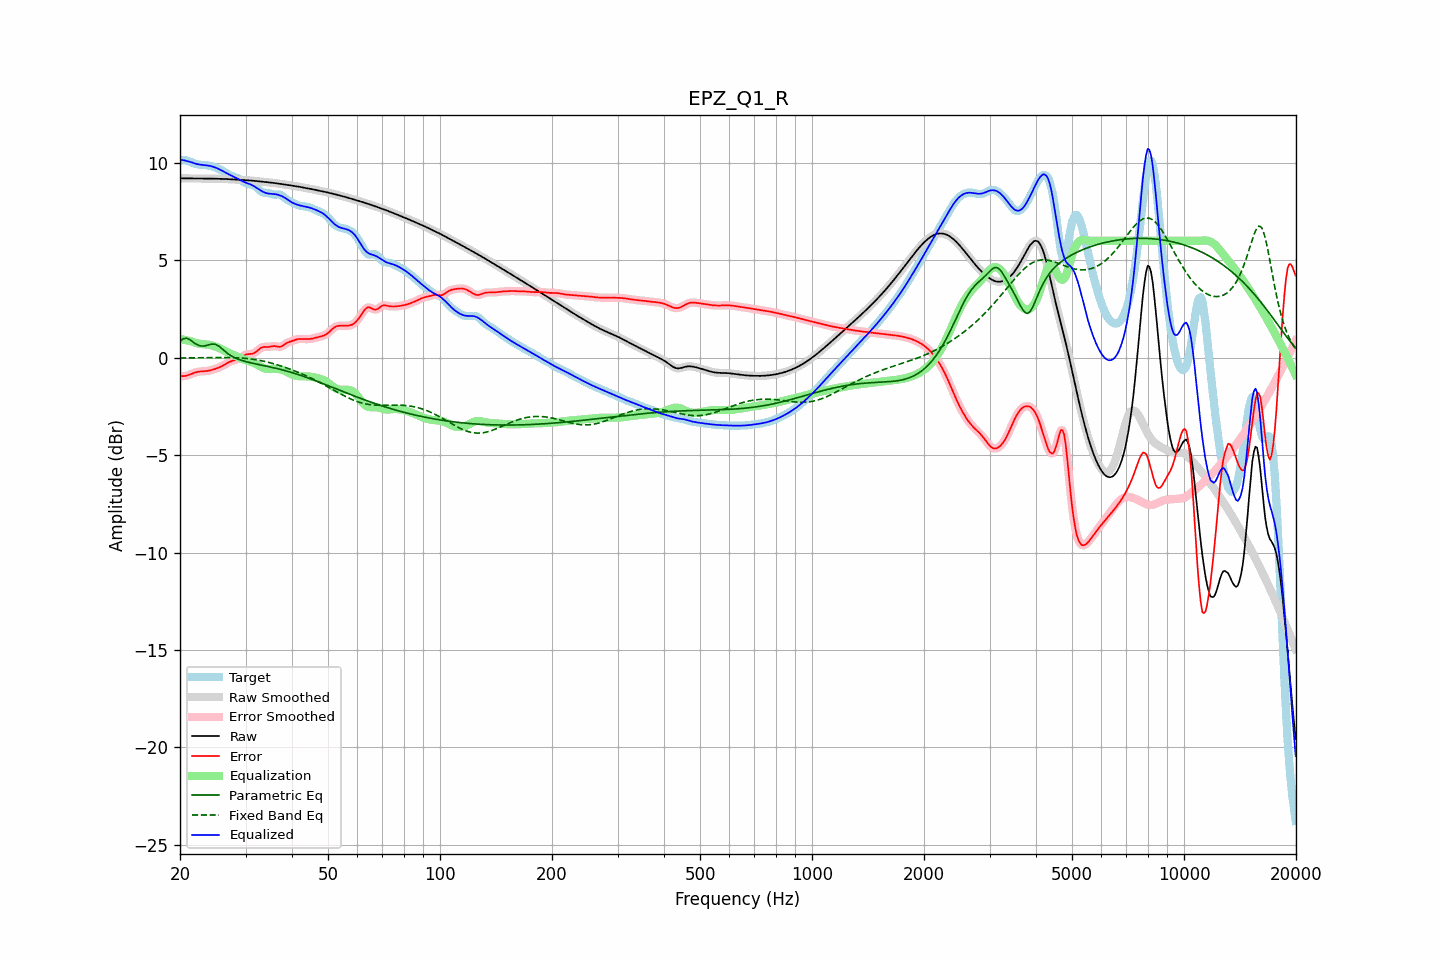 EPZ_Q1_R
10
5
0
−5
−10
−15
−20
−25
Amplitude (dBr)
Target
Raw Smoothed
Error Smoothed
Raw
Error
Equalization
Parametric Eq
Fixed Band Eq
Equalized
20 50 100 200 500 1000 2000 5000 10000 20000
Frequency (Hz)